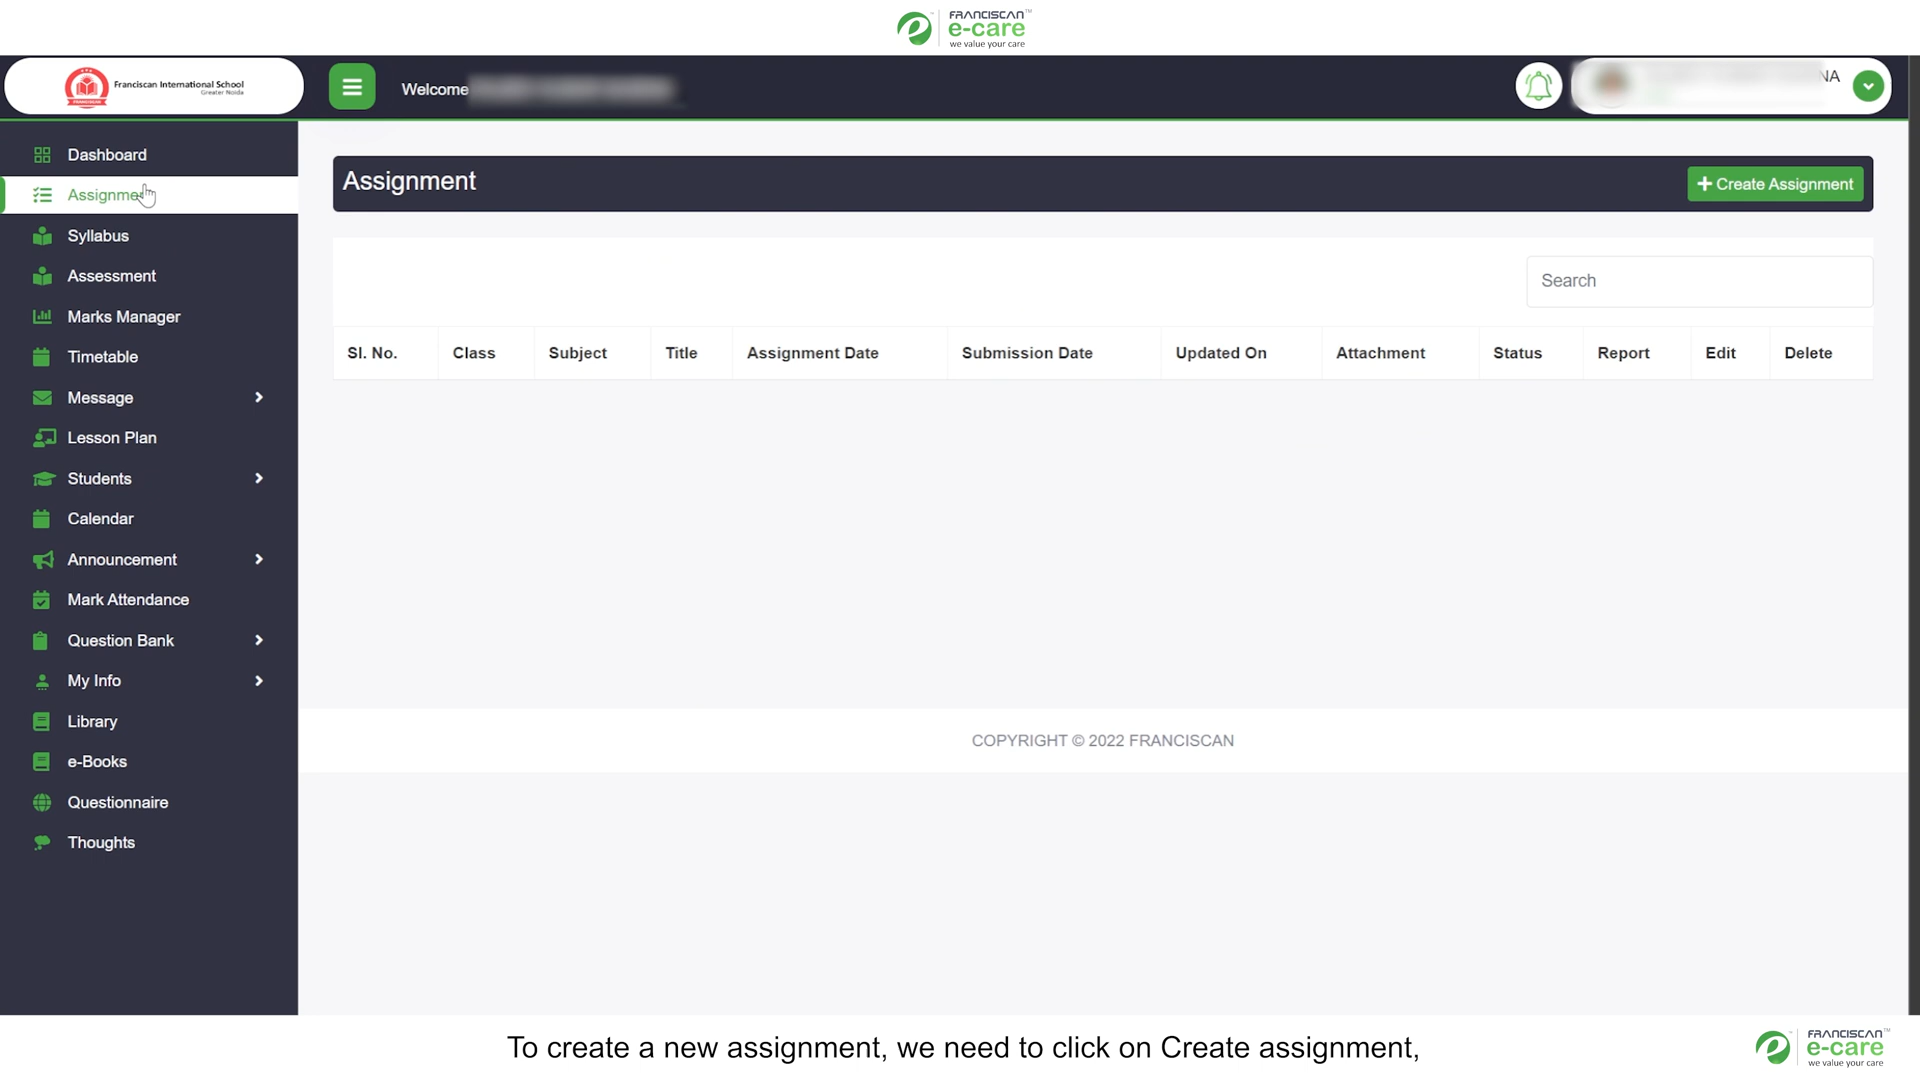 FRANCISCAN™
e-care
we value your care
Franciscan International School
Greater Noida
Welcome
NA
Dashboard
Assignme
Syllabus
Assessment
Marks Manager
Timetable
Message
Lesson Plan
Students
Calendar
Announcement
Mark Attendance
Question Bank
My Info
Library
e-Books
Questionnaire
Thoughts
Assignment
+ Create Assignment
Search
Sl. No. Class Subject Title Assignment Date Submission Date Updated On Attachment Status Report Edit Delete
COPYRIGHT © 2022 FRANCISCAN
To create a new assignment, we need to click on Create assignment,
FRANCISCAN™
e-care
we value your care